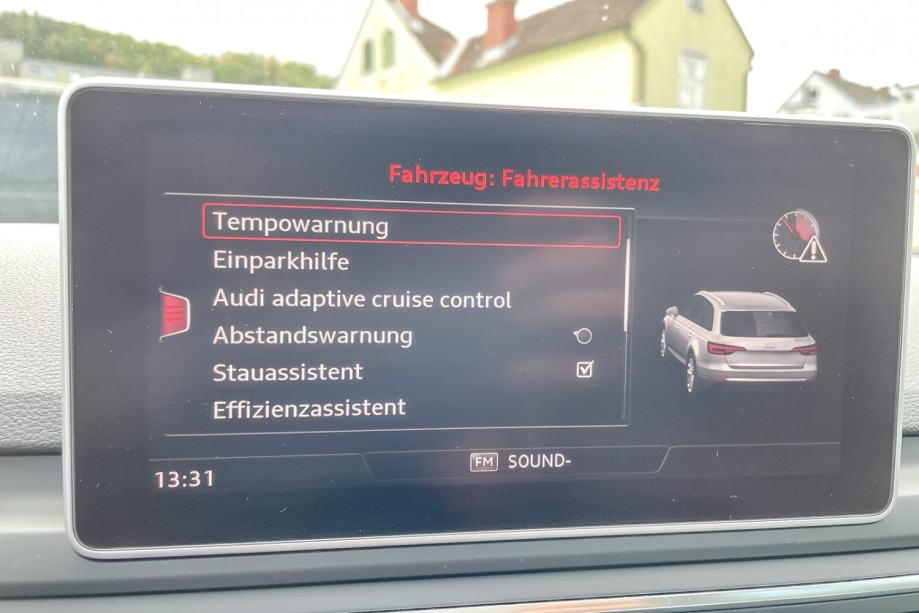 Fahrzeug: Fahrerassistenz
Tempowarnung
Einparkhilfe
Audi adaptive cruise control
Abstandswarnung
Stauassistent
Effizienzassistent
FM SOUND-
13:31